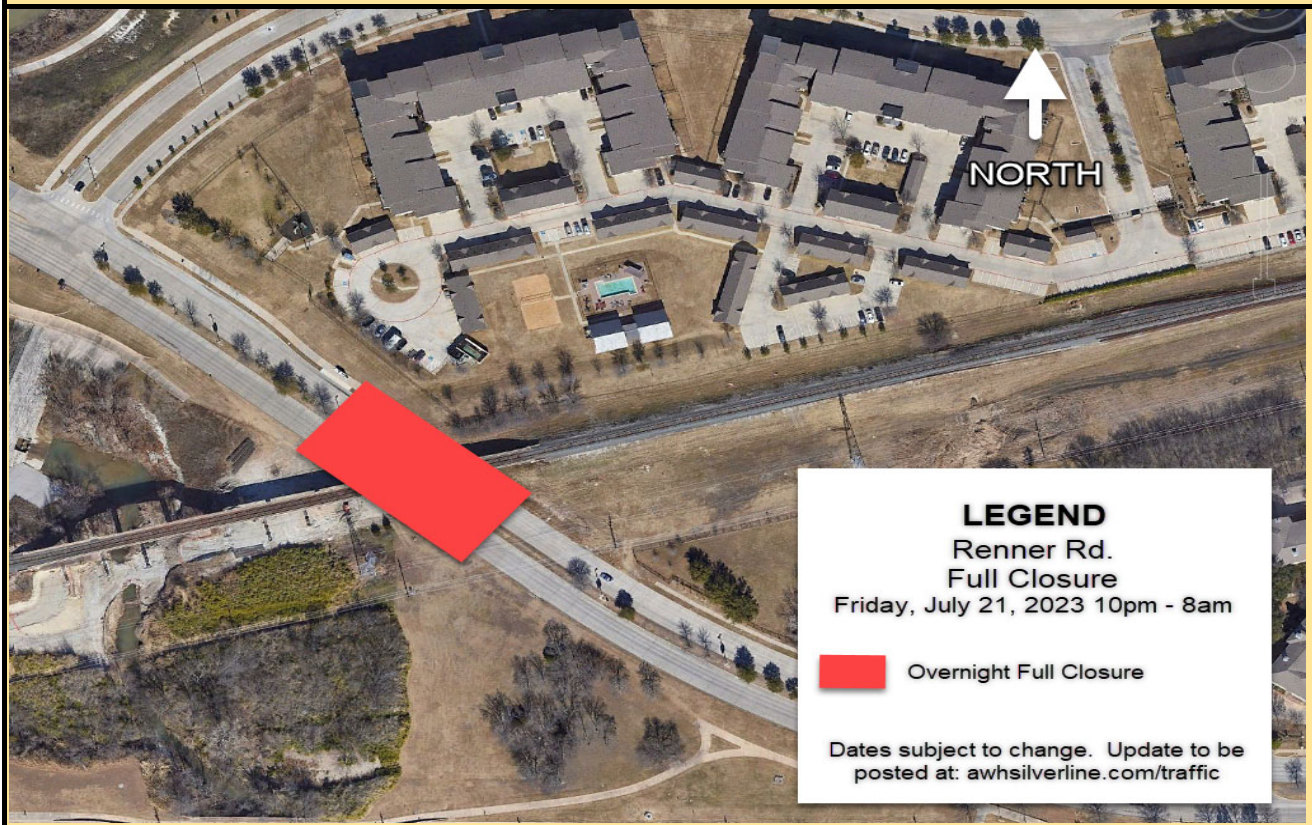 NORTH
LEGEND
Renner Rd.
Full Closure
Friday, July 21, 2023 10pm - 8am
Overnight Full Closure
Dates subject to change. Update to be
posted at: awhsilverline.com/traffic